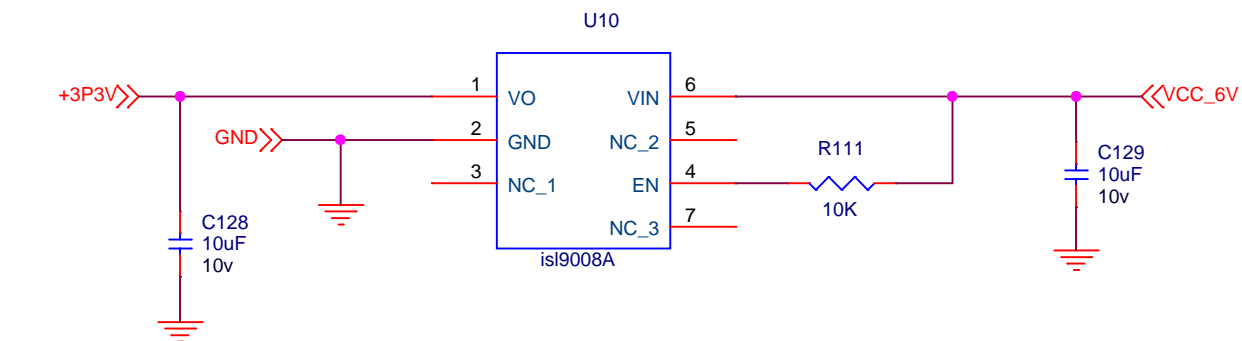 U10
+3P3V
1
VO
VIN
6
VCC_6V
GND
2
GND
NC_2
5
3
NC_1
EN
4
R111
10K
NC_3
7
isl9008A
C128
10uF
10v
C129
10uF
10v